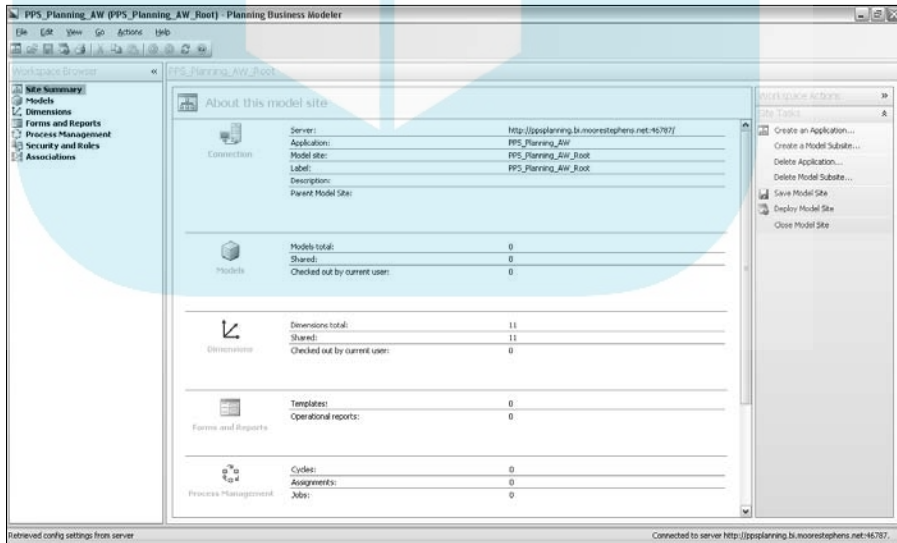 PPS_Planning_AW (PPS_Planning_AW_Root) - Planning Business Modeler
File Edit View Go Actions Help
Workspace Browser
Site Summary
Models
Dimensions
Forms and Reports
Process Management
Security and Roles
Associations
PPS_Planning_AW_Root
About this model site
Connection
Server: http://ppsplanning.bi.moorestephens.net:46787/
Application: PPS_Planning_AW
Model site: PPS_Planning_AW_Root
Label: PPS_Planning_AW_Root
Description:
Parent Model Site:
Models
Models total: 0
Shared: 0
Checked out by current user: 0
Dimensions
Dimensions total: 11
Shared: 11
Checked out by current user: 0
Forms and Reports
Templates: 0
Operational reports: 0
Process Management
Cycles: 0
Assignments: 0
Jobs: 0
Workspace Actions
Site Tasks
Create an Application...
Create a Model Subsite...
Delete Application...
Delete Model Subsite...
Save Model Site
Deploy Model Site
Close Model Site
Retrieved config settings from server
Connected to server http://ppsplanning.bi.moorestephens.net:46787.